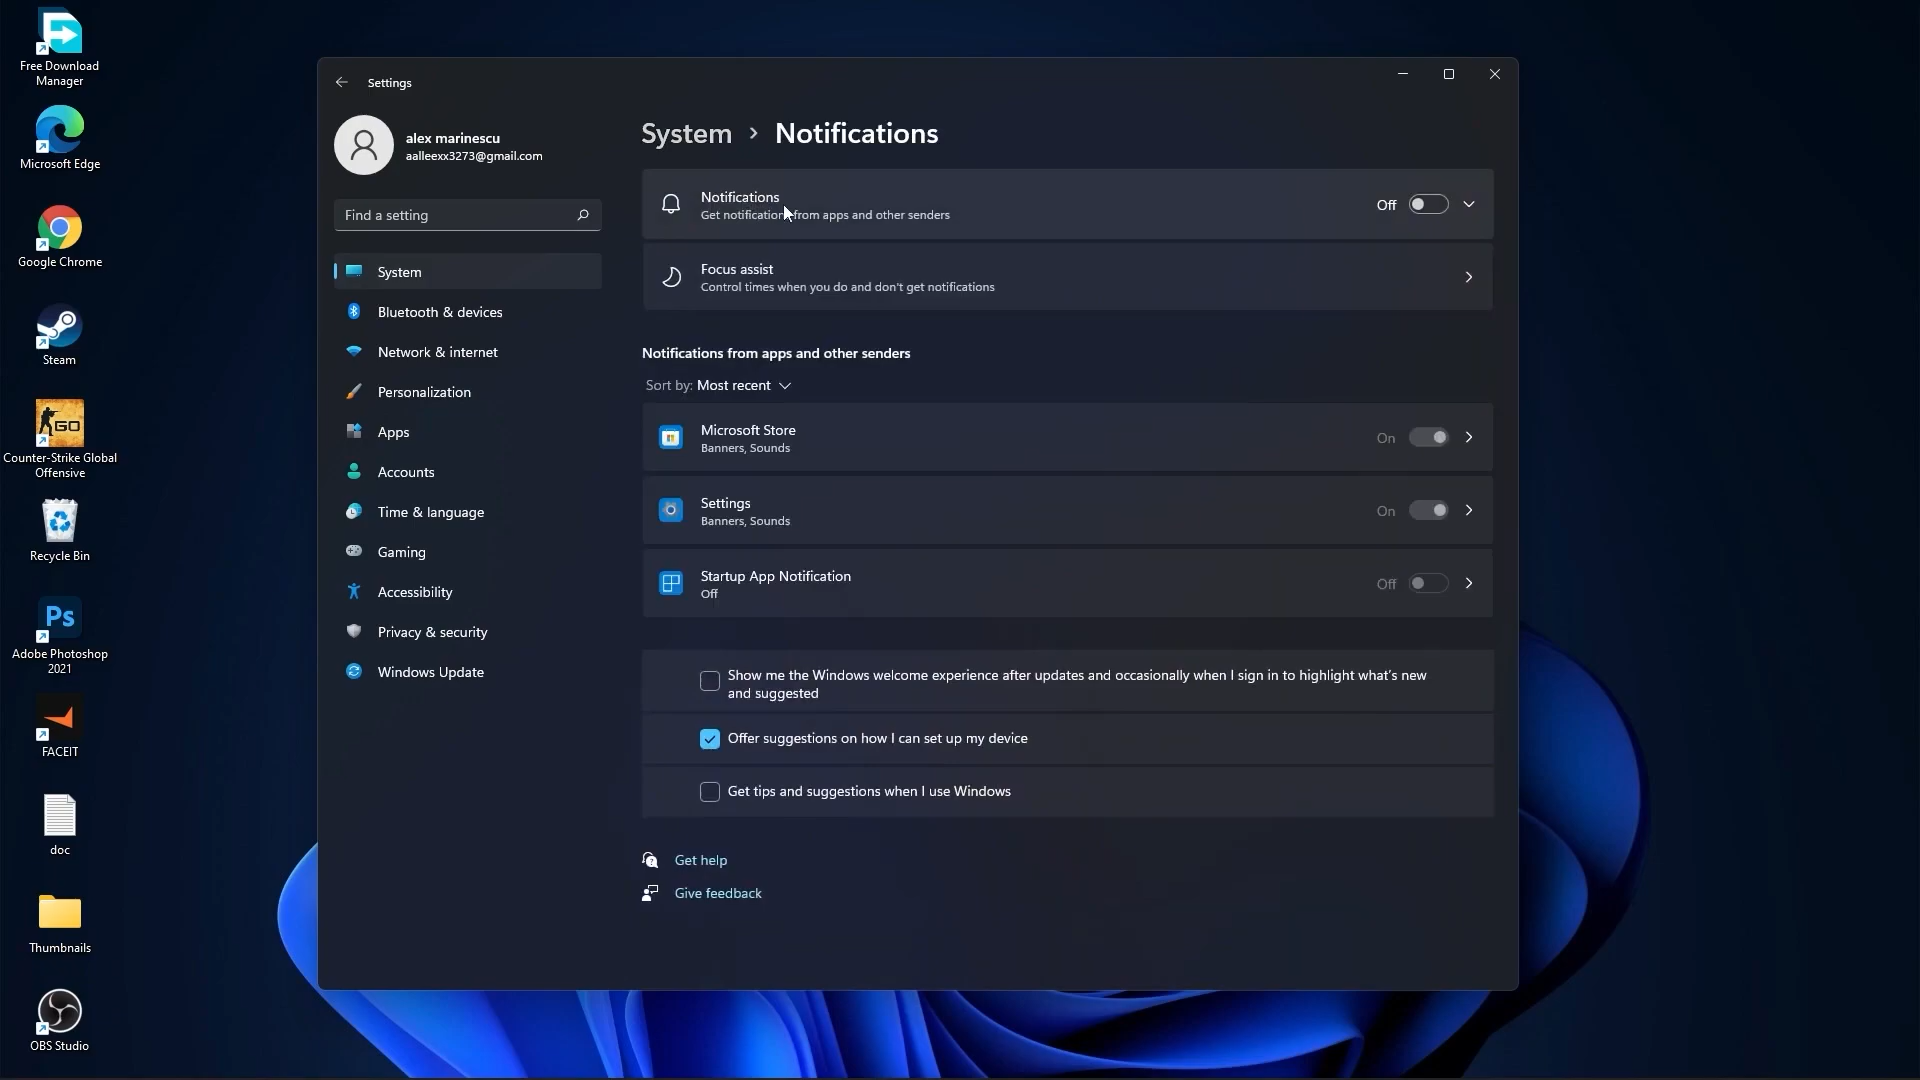 Free Download
Manager
Microsoft Edge
Google Chrome
Steam
GO
Counter-Strike Global
Offensive
Recycle Bin
Ps
Adobe Photoshop
2021
FACEIT
doc
Thumbnails
OBS Studio
Settings
alex marinescu
aalleexx3273@gmail.com
Find a setting
System
Bluetooth & devices
Network & internet
Personalization
Apps
Accounts
Time & language
Gaming
Accessibility
Privacy & security
Windows Update
System > Notifications
Notifications
Get notifications from apps and other senders
Off
Focus assist
Control times when you do and don't get notifications
Notifications from apps and other senders
Sort by: Most recent
Microsoft Store
Banners, Sounds
On
Settings
Banners, Sounds
On
Startup App Notification
Off
Off
Show me the Windows welcome experience after updates and occasionally when I sign in to highlight what's new
and suggested
Offer suggestions on how I can set up my device
Get tips and suggestions when I use Windows
Get help
Give feedback